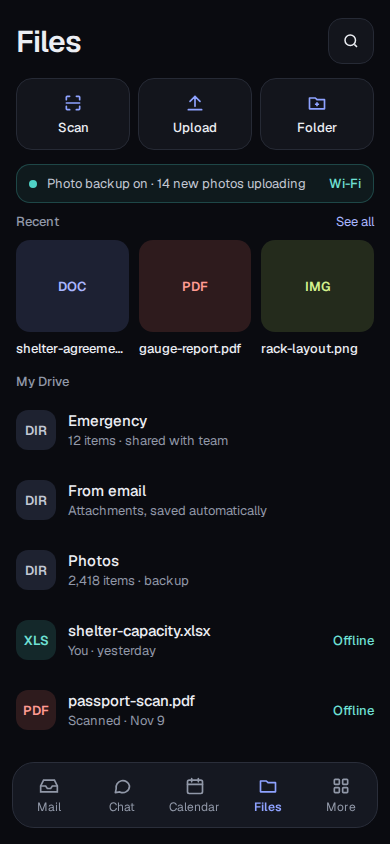 Files
Scan
Upload
Folder
Photo backup on · 14 new photos uploading
Wi-Fi
Recent
See all
DOC
PDF
IMG
shelter-agreeme...
gauge-report.pdf
rack-layout.png
My Drive
DIR
Emergency
12 items · shared with team
DIR
From email
Attachments, saved automatically
DIR
Photos
2,418 items · backup
XLS
shelter-capacity.xlsx
You · yesterday
Offline
PDF
passport-scan.pdf
Scanned · Nov 9
Offline
Mail
Chat
Calendar
Files
More